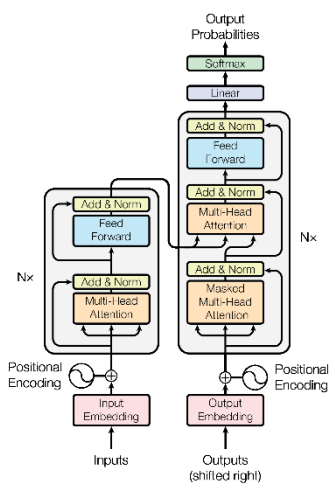 Output
Probabilities
Softmax
Linear
Add & Norm
Feed
Forward
Add & Norm
Multi-Head
Attention
Add & Norm
Masked
Multi-Head
Attention
Nx
Add & Norm
Feed
Forward
Add & Norm
Multi-Head
Attention
Nx
Positional
Encoding
Positional
Encoding
Input
Embedding
Output
Embedding
Inputs
Outputs
(shifted right)